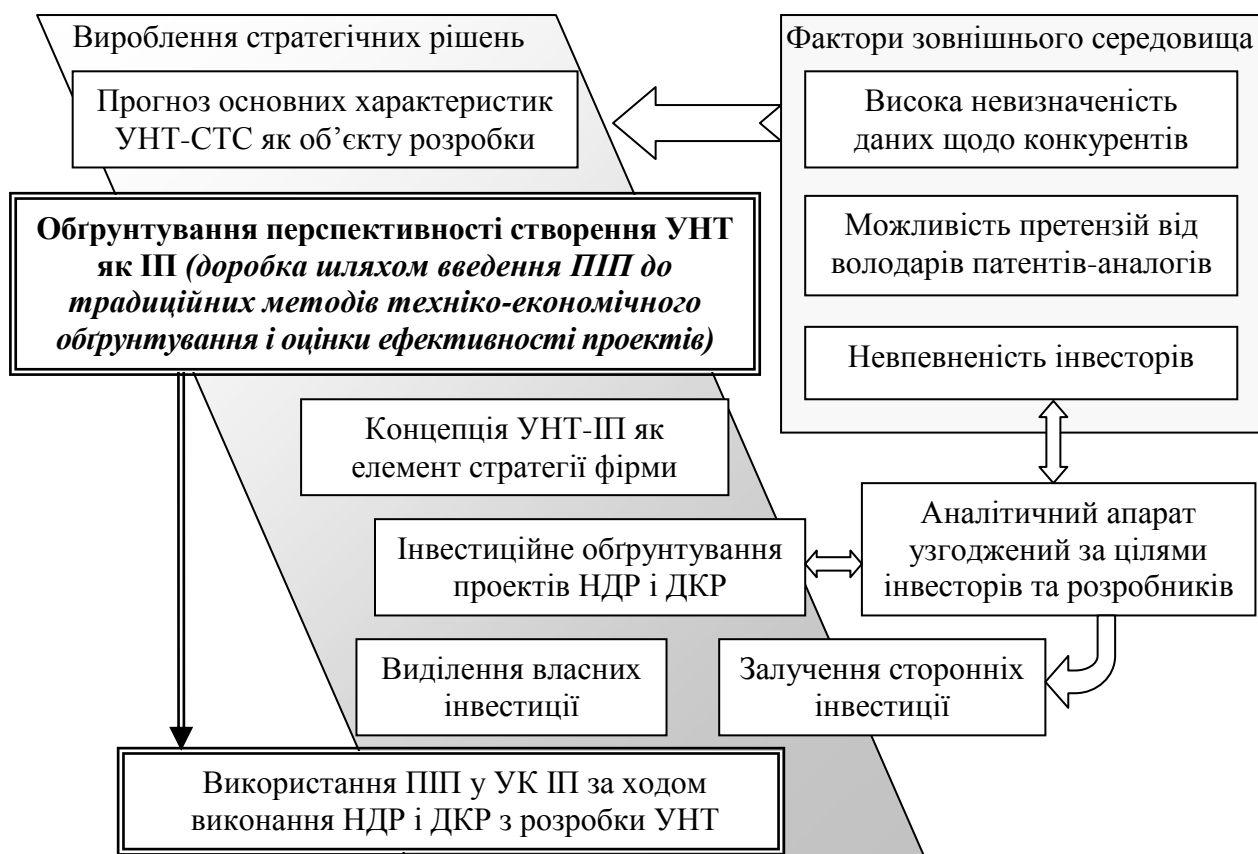 Вироблення стратегічних рішень
Прогноз основних характеристик
УНТ-СТС як об’єкту розробки
Обґрунтування перспективності створення УНТ
як ІП (доробка шляхом введення ПІП до
традиційних методів техніко-економічного
обґрунтування і оцінки ефективності проектів)
Концепція УНТ-ІП як
елемент стратегії фірми
Інвестиційне обґрунтування
проектів НДР і ДКР
Виділення власних
інвестиції
Залучення сторонніх
інвестиції
Використання ПІП у УК ІП за ходом
виконання НДР і ДКР з розробки УНТ
Фактори зовнішнього середовища
Висока невизначеність
даних щодо конкурентів
Можливість претензій від
володарів патентів-аналогів
Невпевненість інвесторів
Аналітичний апарат
узгоджений за цілями
інвесторів та розробників